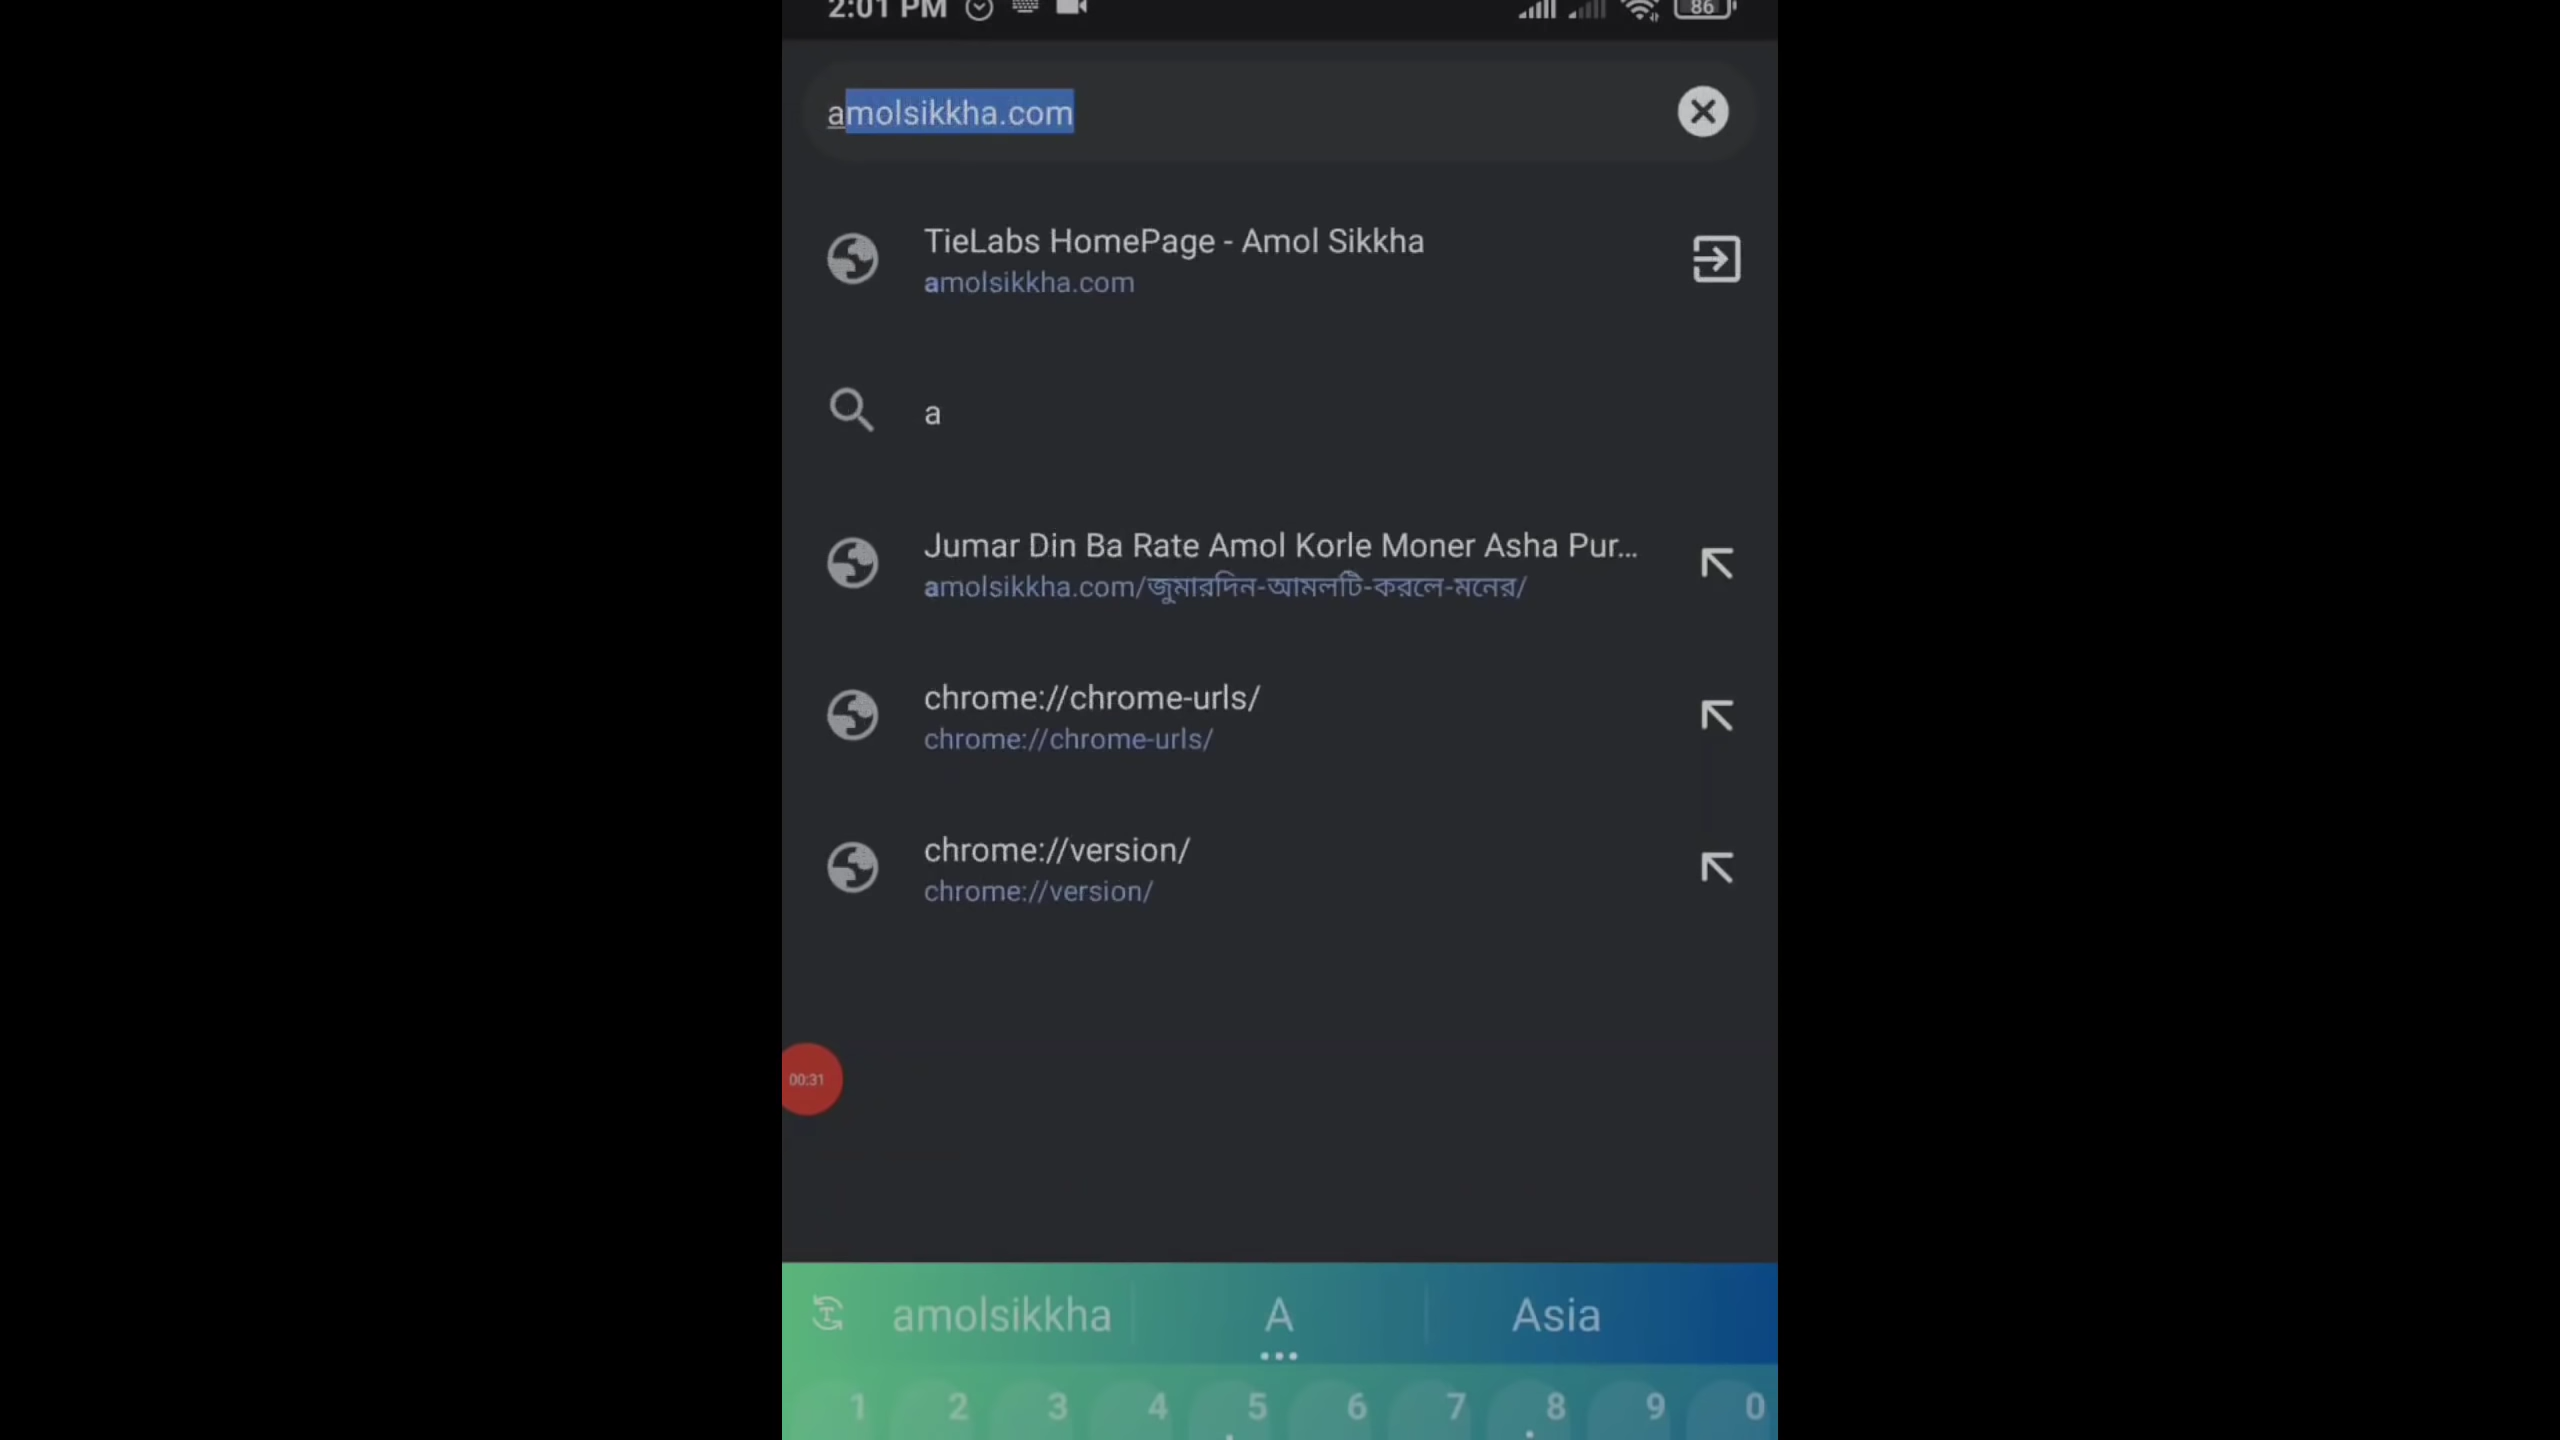 2:01 PM
86
amolsikkha.com
TieLabs HomePage - Amol Sikkha
amolsikkha.com
a
Jumar Din Ba Rate Amol Korle Moner Asha Pur...
amolsikkha.com/জুমারদিন-আমলটি-করলে-মনের/
chrome://chrome-urls/
chrome://chrome-urls/
chrome://version/
chrome://version/
00:31
amolsikkha A Asia
1 2 3 4 5 6 7 8 9 0